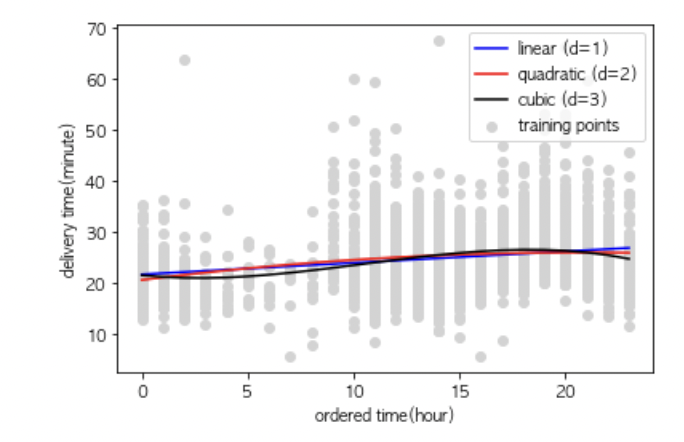 70
60
50
40
30
20
10
delivery time(minute)
linear (d=1)
quadratic (d=2)
cubic (d=3)
training points
0 5 10 15 20
ordered time(hour)